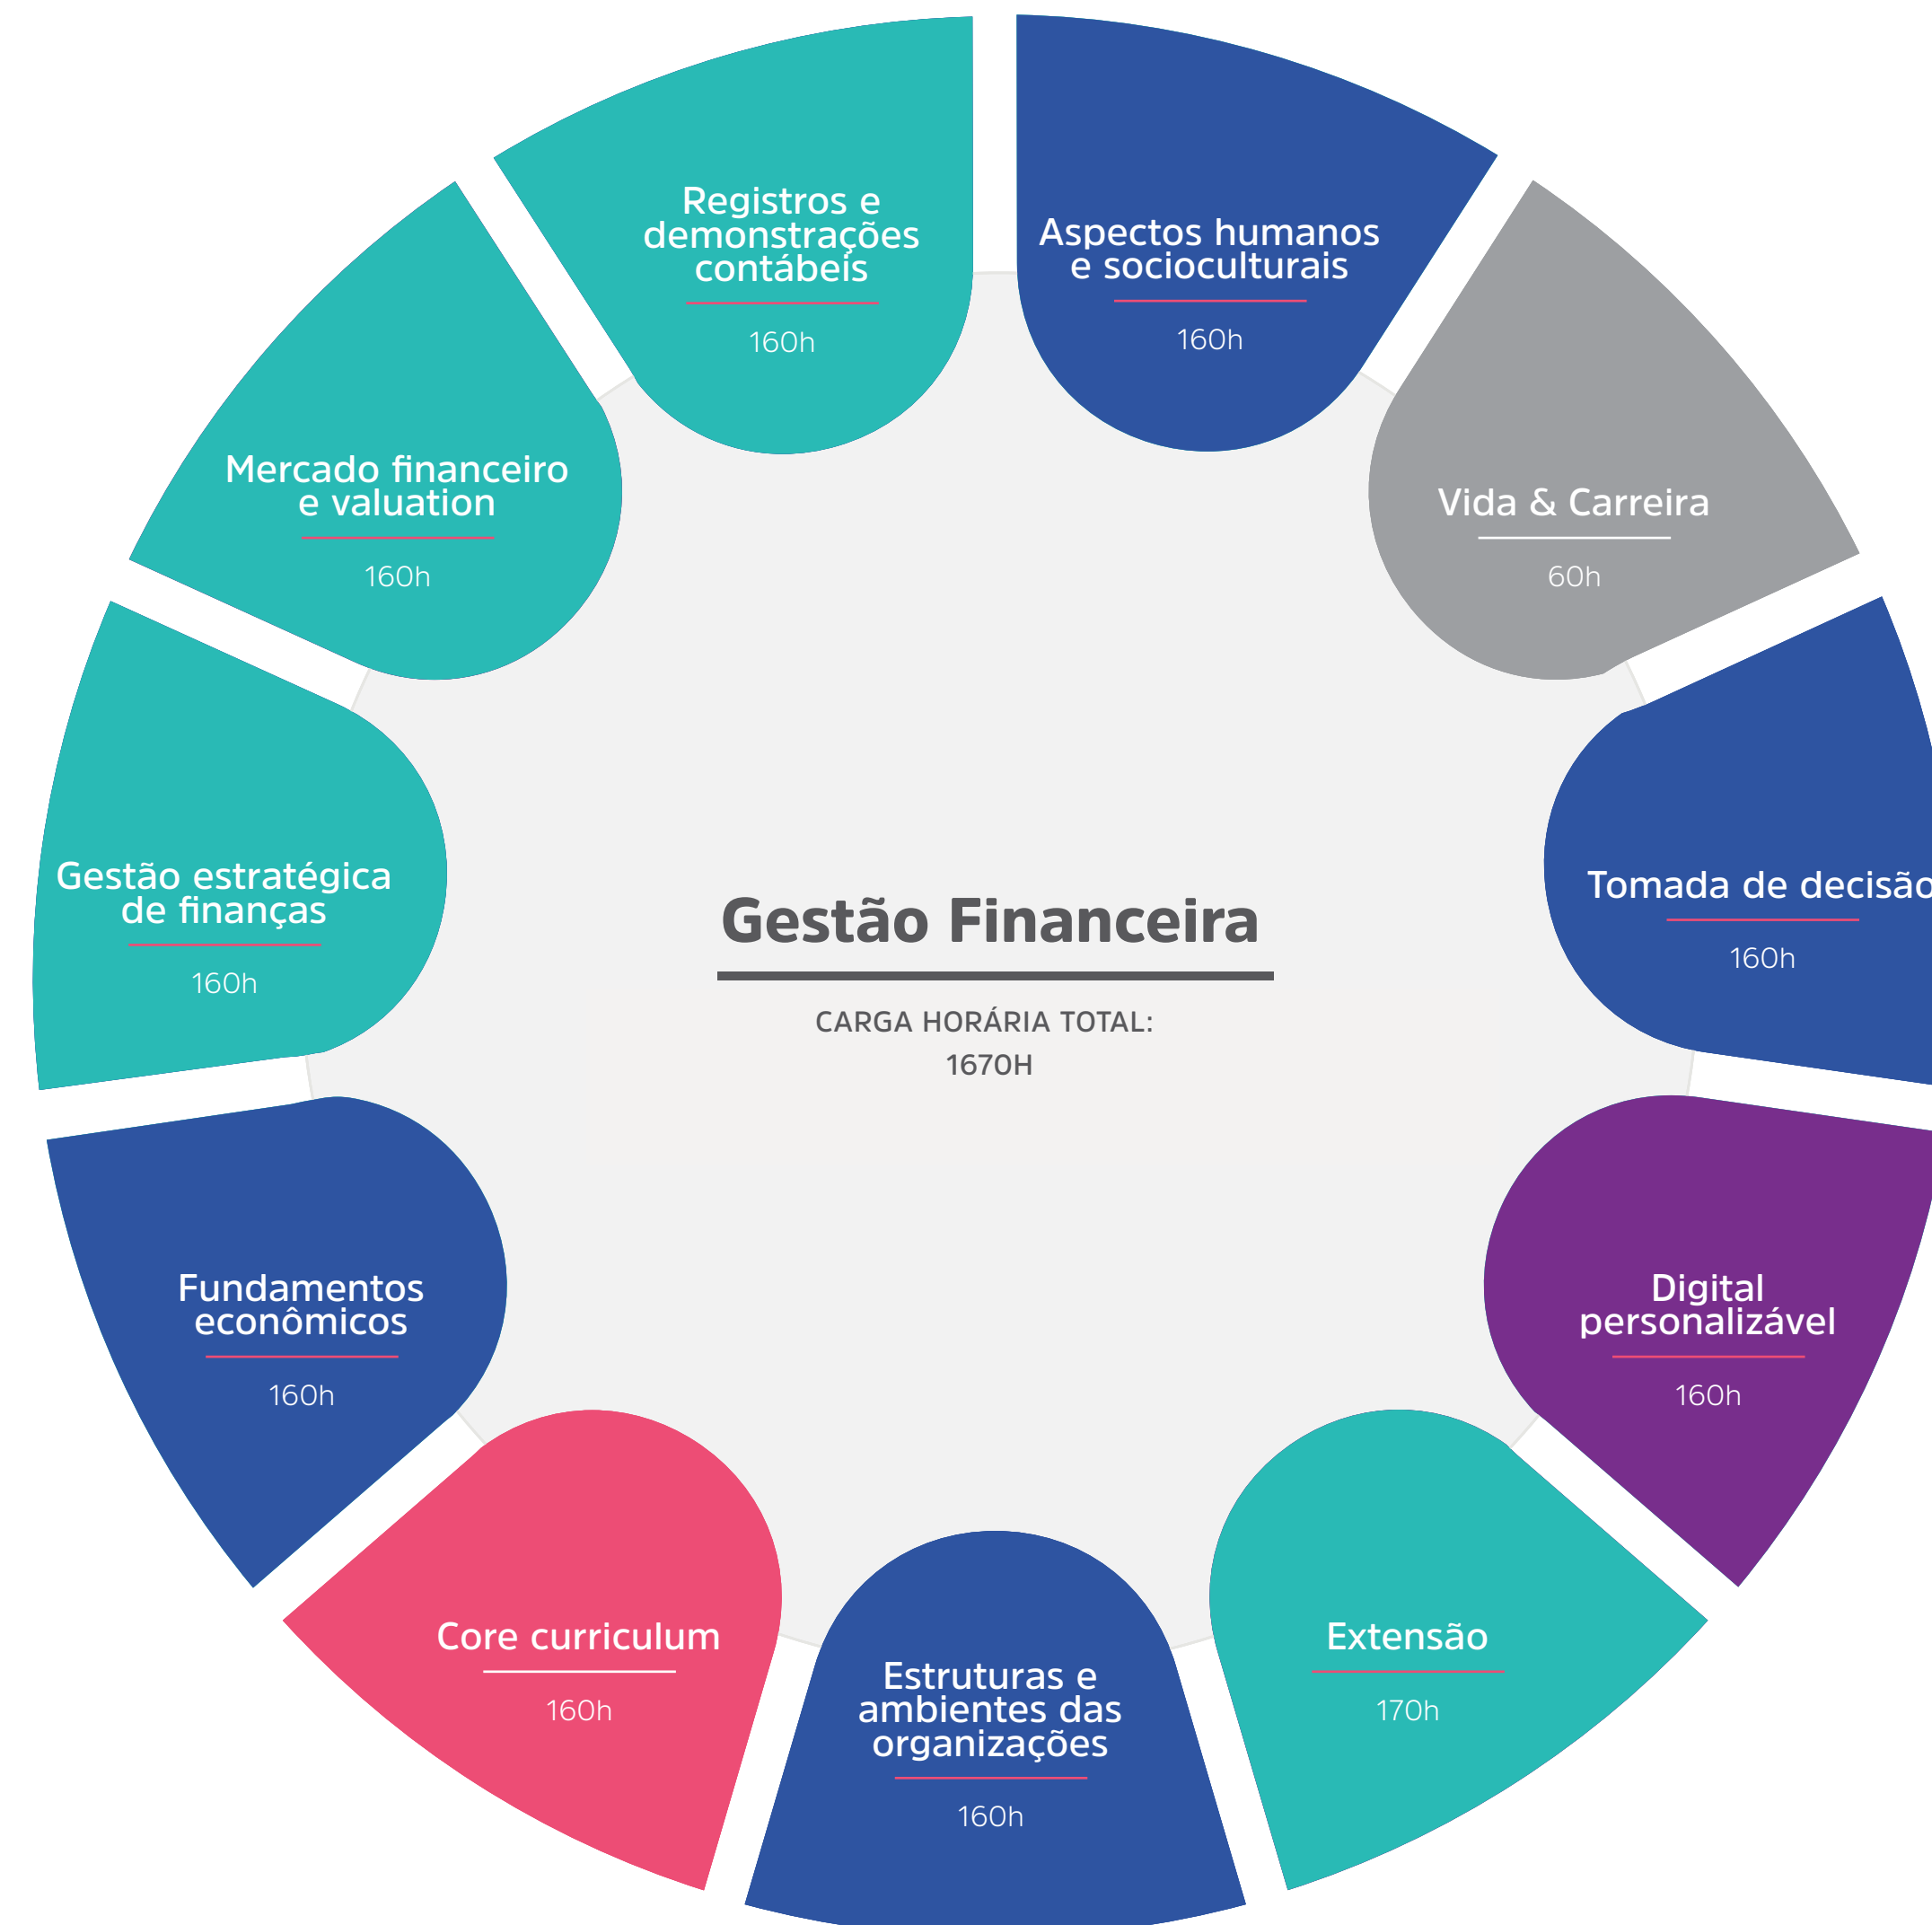 Registros e
demonstrações
contábeis
160h
Aspectos humanos
e socioculturais
160h
Mercado financeiro
e valuation
160h
Vida & Carreira
60h
Gestão estratégica
de finanças
160h
Gestão Financeira
CARGA HORÁRIA TOTAL:
1670H
Tomada de decisão
160h
Fundamentos
econômicos
160h
Digital
personalizável
160h
Core curriculum
160h
Estruturas e
ambientes das
organizações
160h
Extensão
170h